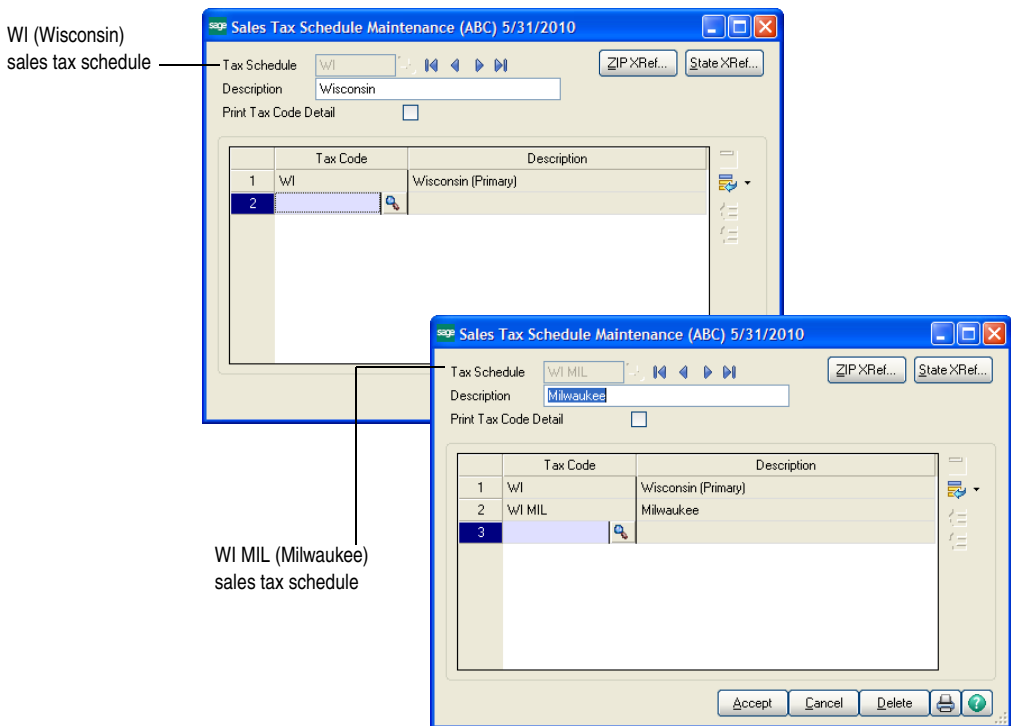 WI (Wisconsin)
sales tax schedule
sage Sales Tax Schedule Maintenance (ABC) 5/31/2010
Tax Schedule WI ZIP XRef... State XRef...
Description Wisconsin
Print Tax Code Detail
Tax Code Description
1 WI Wisconsin (Primary)
2
sage Sales Tax Schedule Maintenance (ABC) 5/31/2010
Tax Schedule WI MIL ZIP XRef... State XRef...
Description Milwaukee
Print Tax Code Detail
Tax Code Description
1 WI Wisconsin (Primary)
2 WI MIL Milwaukee
3
WI MIL (Milwaukee)
sales tax schedule
Accept Cancel Delete